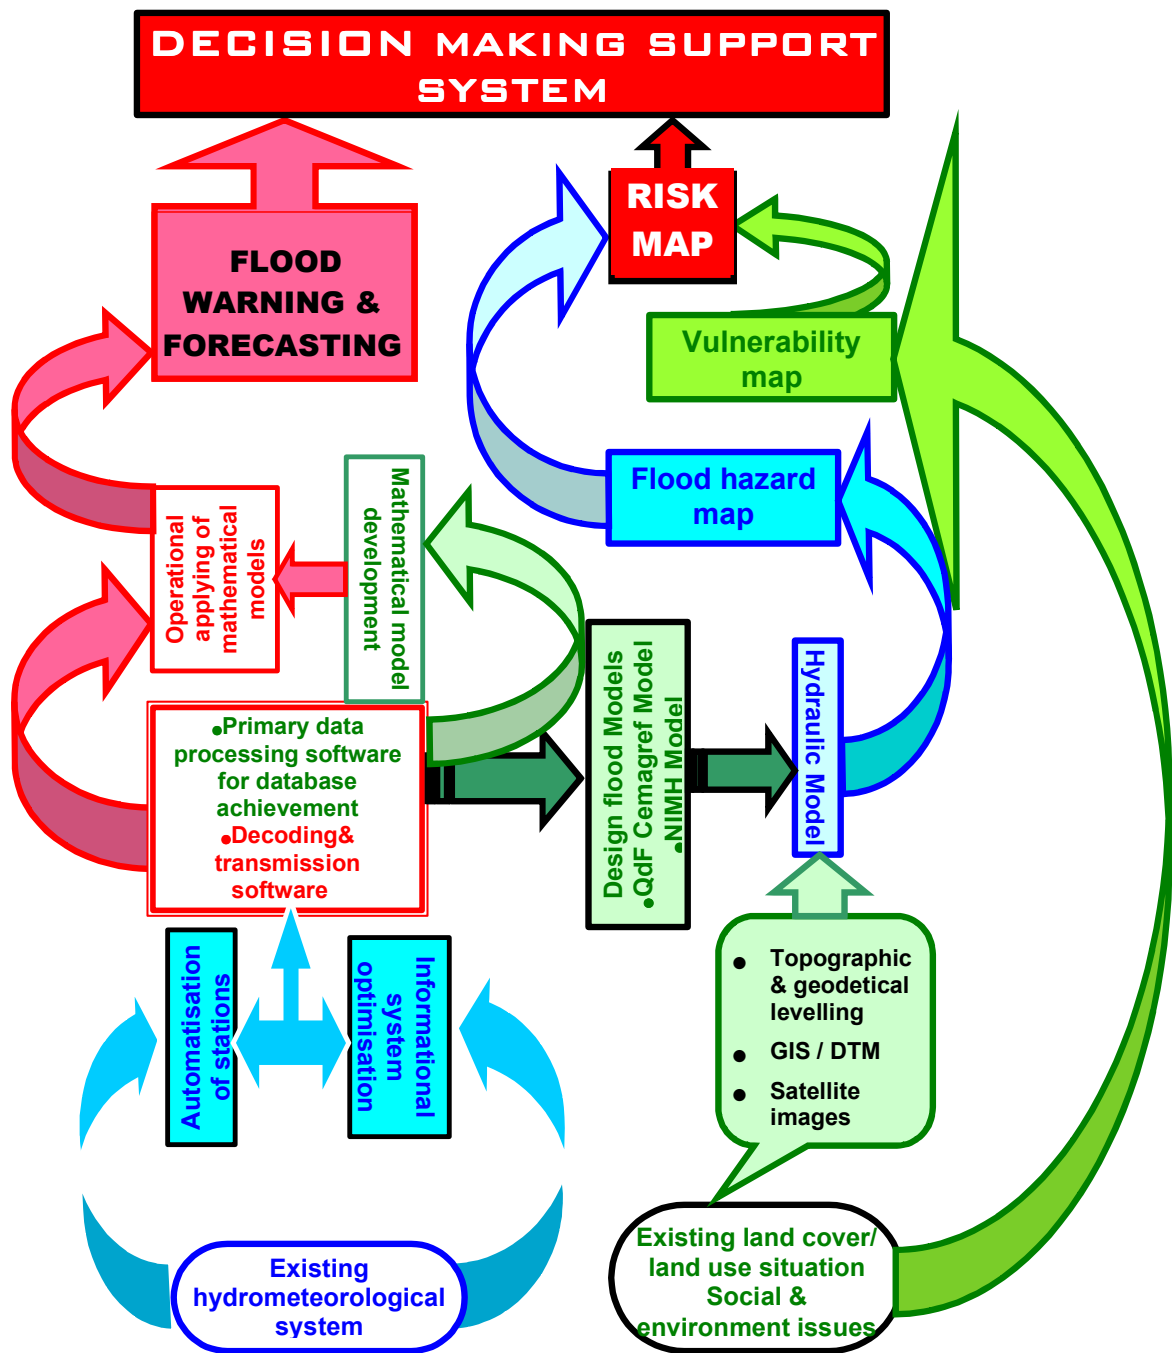 DECISION MAKING SUPPORT
SYSTEM
RISK
MAP
FLOOD
WARNING &
FORECASTING
Vulnerability
map
Flood hazard
map
Mathematical model
development
Operational
applying of
mathematical
models
Design flood Models
•QdF Cemagref Model
•NIMH Model
Hydraulic Model
•Primary data
processing software
for database
achievement
•Decoding&
transmission
software
Automatisation
of stations
Informational
system
optimisation
• Topographic
& geodetical
levelling
• GIS / DTM
• Satellite
images
Existing
hydrometeorological
system
Existing land cover/
land use situation
Social &
environment issues